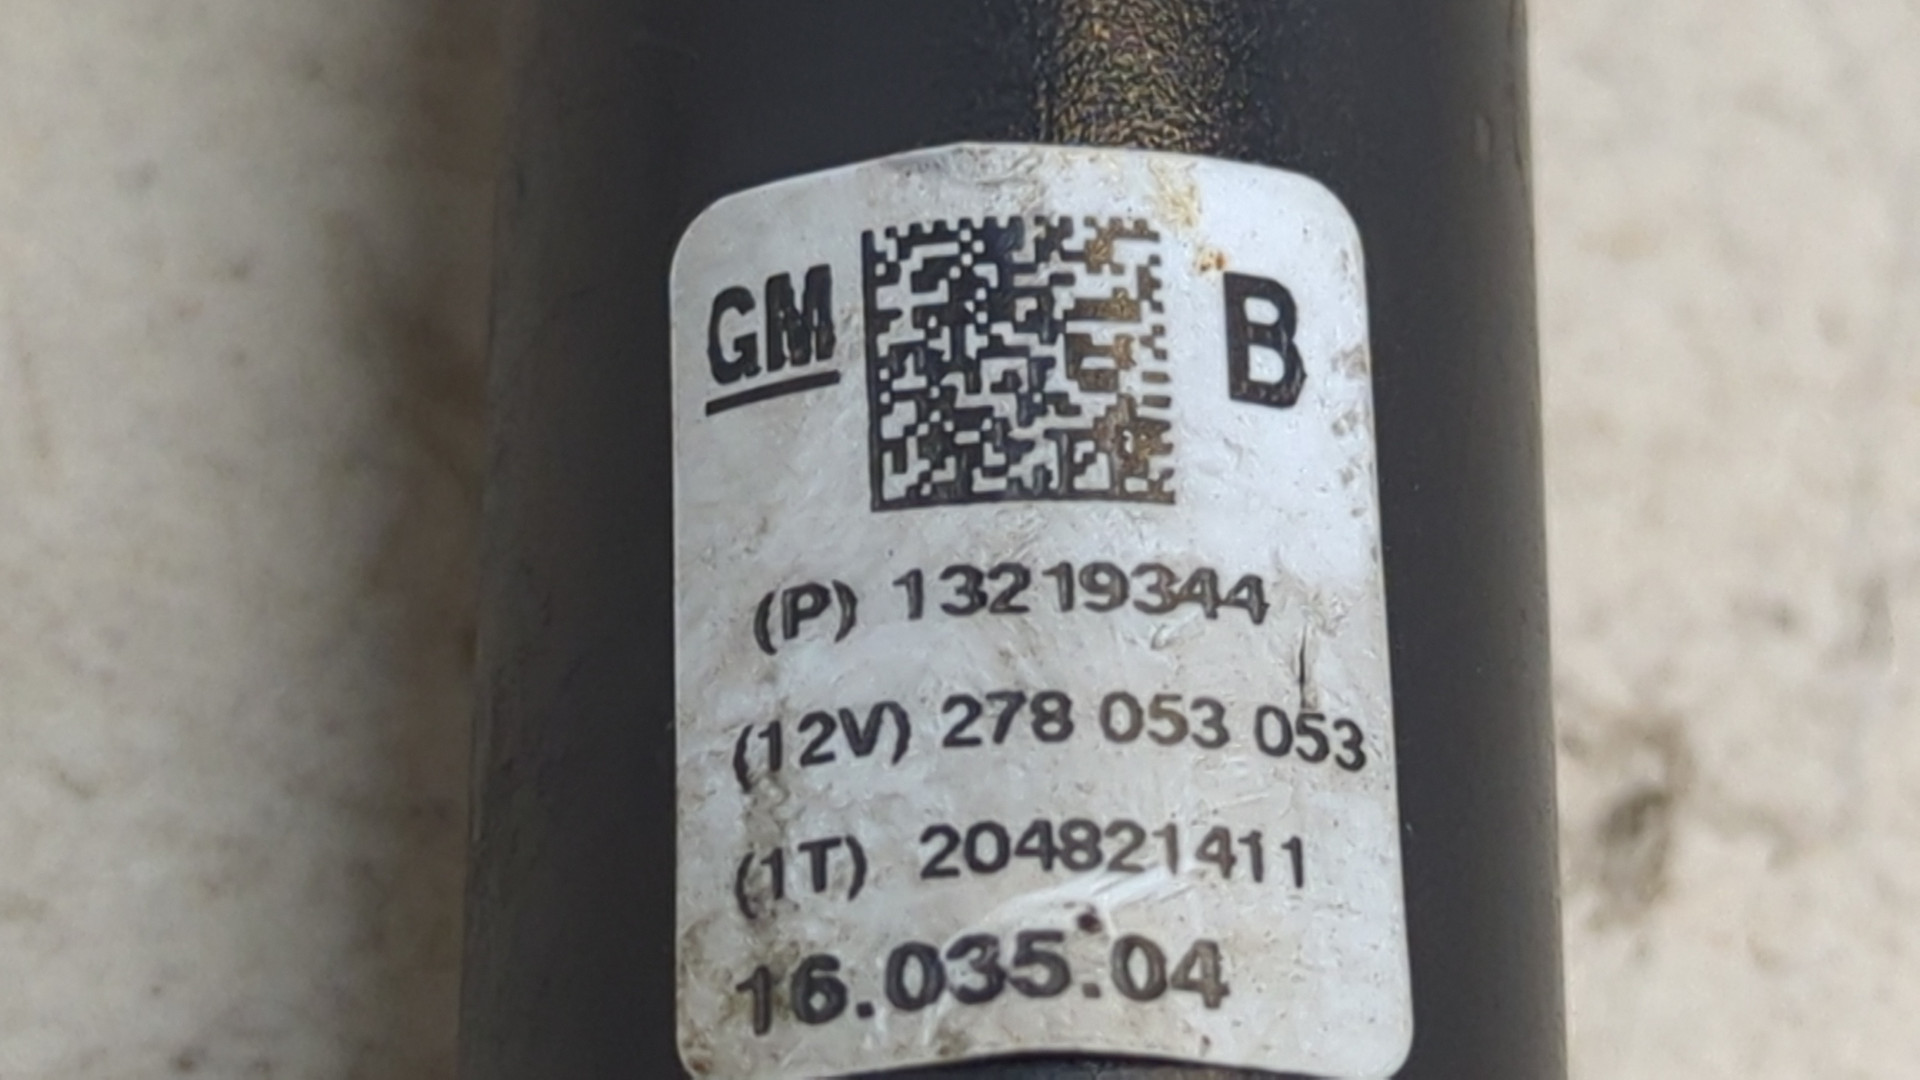 GM B
(P) 13219344
(12V) 278 053 053
(1T) 204821411
16.035.04